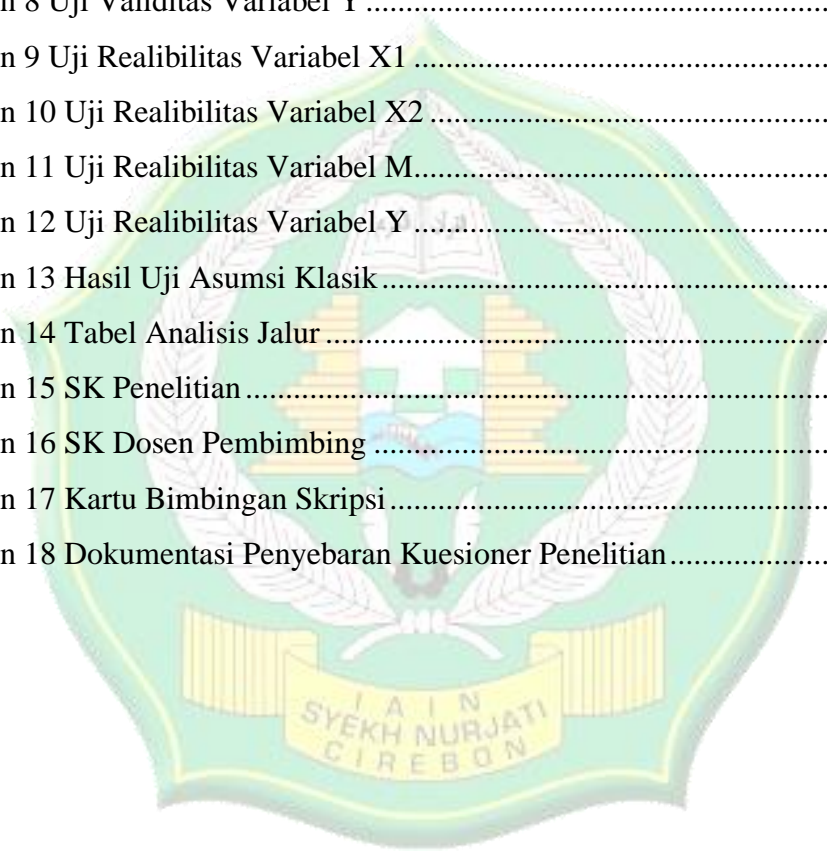 n 8 Uji Validitas Variabel Y
n 9 Uji Realibilitas Variabel X1
n 10 Uji Realibilitas Variabel X2
n 11 Uji Realibilitas Variabel M
n 12 Uji Realibilitas Variabel Y
n 13 Hasil Uji Asumsi Klasik
n 14 Tabel Analisis Jalur
n 15 SK Penelitian
n 16 SK Dosen Pembimbing
n 17 Kartu Bimbingan Skripsi
n 18 Dokumentasi Penyebaran Kuesioner Penelitian
IAIN
SYEKH NURJATI
CIREBON